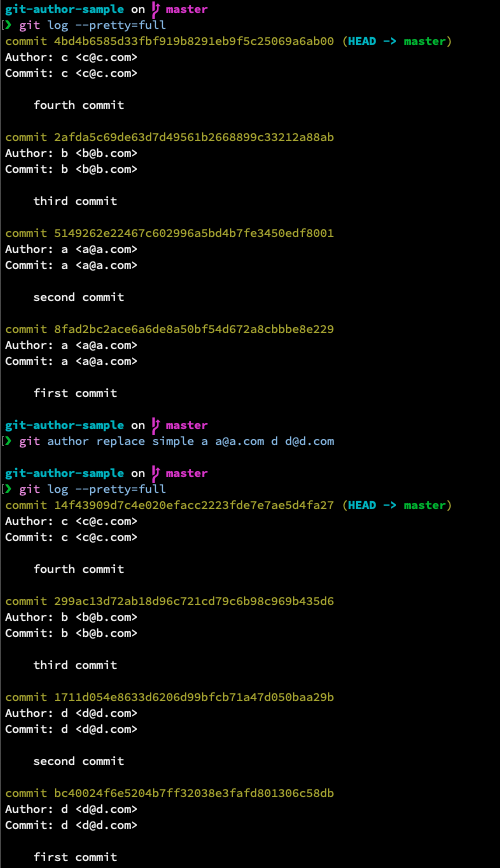 git-author-sample on master
❯ git log --pretty=full
commit 4bd4b6585d33fbf919b8291eb9f5c25069a6ab00 (HEAD -> master)
Author: c <c@c.com>
Commit: c <c@c.com>
fourth commit
commit 2afda5c69de63d7d49561b2668899c33212a88ab
Author: b <b@b.com>
Commit: b <b@b.com>
third commit
commit 5149262e22467c602996a5bd4b7fe3450edf8001
Author: a <a@a.com>
Commit: a <a@a.com>
second commit
commit 8fad2bc2ace6a6de8a50bf54d672a8cbbbe8e229
Author: a <a@a.com>
Commit: a <a@a.com>
first commit
git-author-sample on master
❯ git author replace simple a a@a.com d d@d.com
git-author-sample on master
❯ git log --pretty=full
commit 14f43909d7c4e020efacc2223fde7e7ae5d4fa27 (HEAD -> master)
Author: c <c@c.com>
Commit: c <c@c.com>
fourth commit
commit 299ac13d72ab18d96c721cd79c6b98c969b435d6
Author: b <b@b.com>
Commit: b <b@b.com>
third commit
commit 1711d054e8633d6206d99bfcb71a47d050baa29b
Author: d <d@d.com>
Commit: d <d@d.com>
second commit
commit bc40024f6e5204b7ff32038e3fafd801306c58db
Author: d <d@d.com>
Commit: d <d@d.com>
first commit